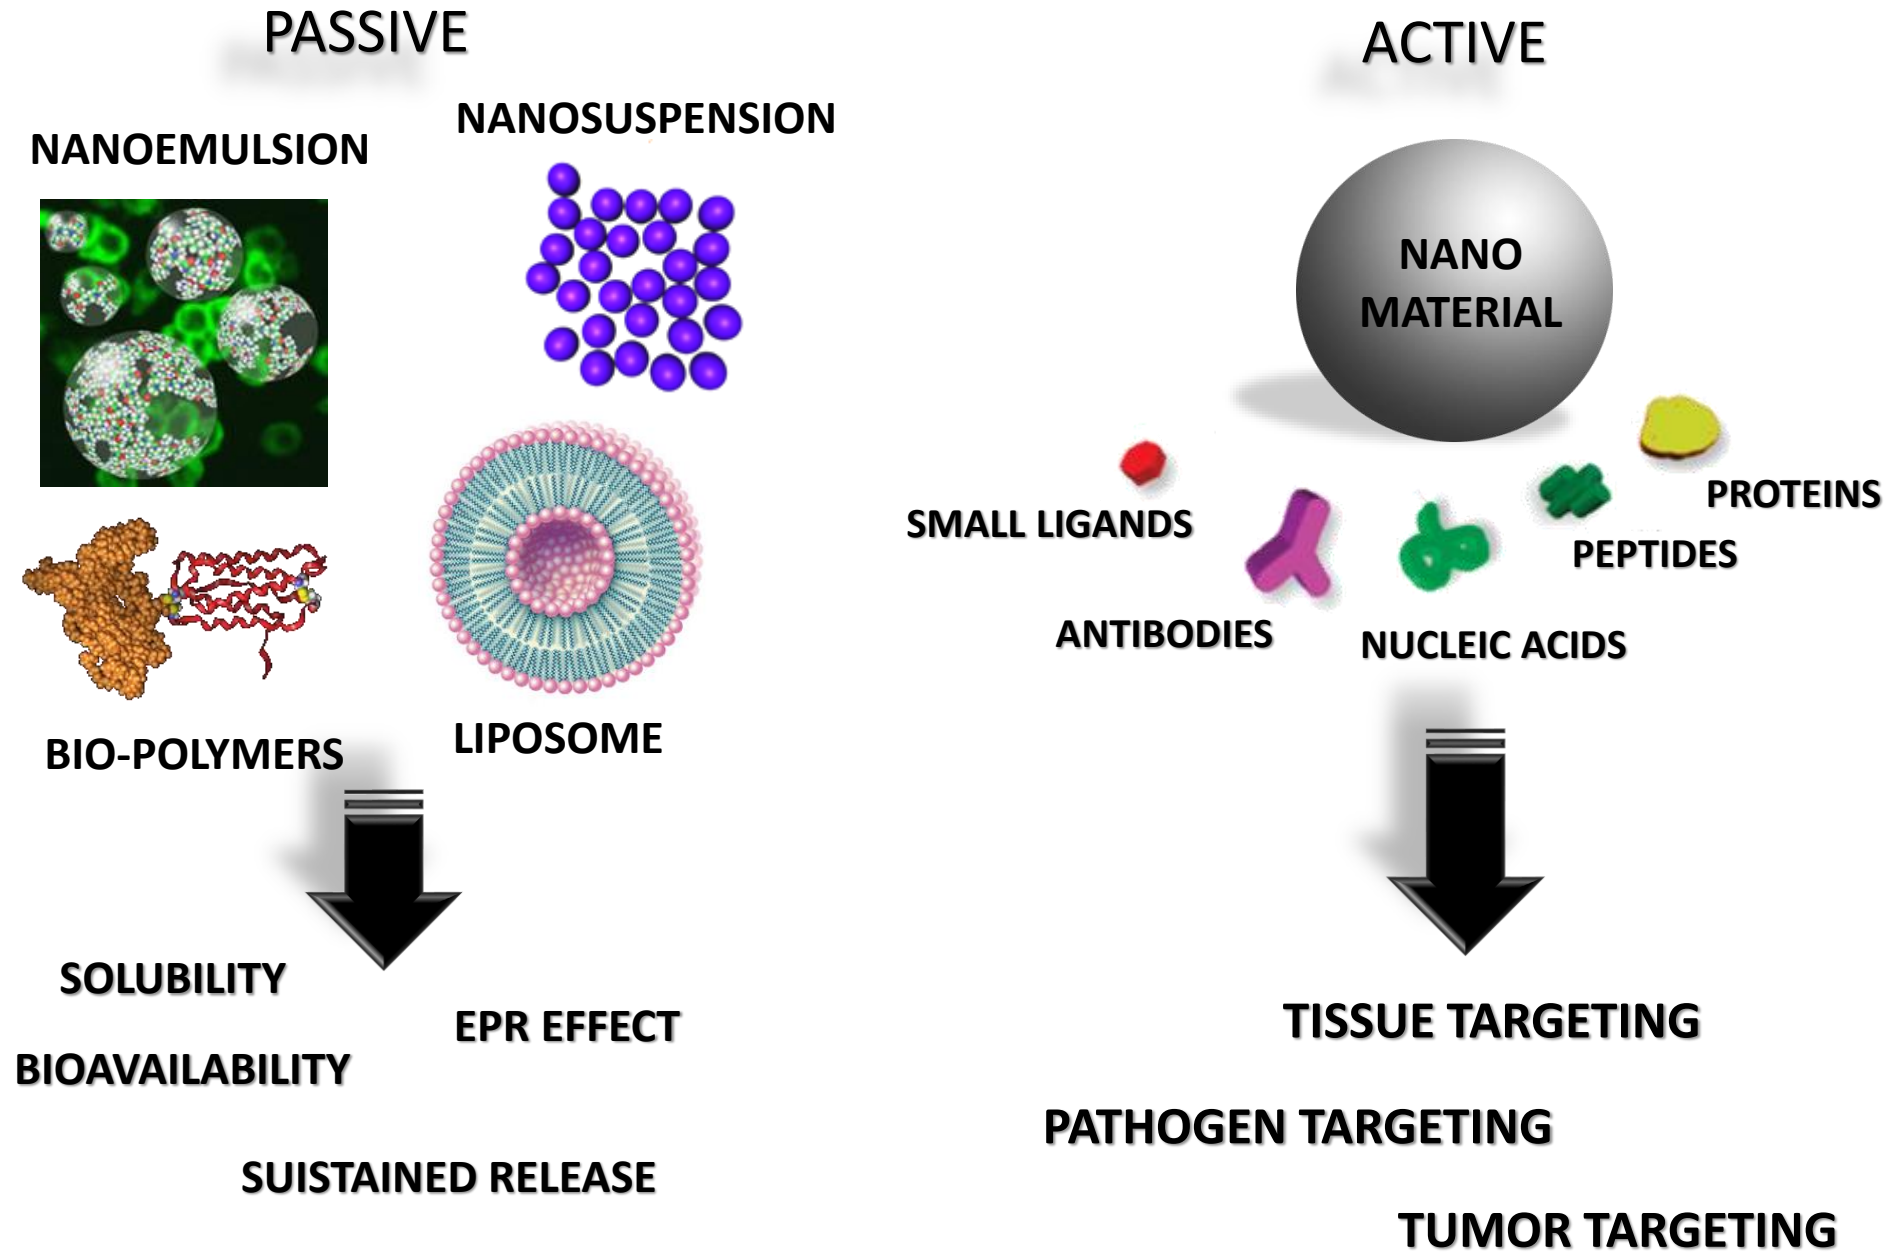 PASSIVE
NANOEMULSION
NANOSUSPENSION
BIO-POLYMERS
LIPOSOME
SOLUBILITY
EPR EFFECT
BIOAVAILABILITY
SUISTAINED RELEASE
ACTIVE
NANO
MATERIAL
SMALL LIGANDS
ANTIBODIES
NUCLEIC ACIDS
PEPTIDES
PROTEINS
TISSUE TARGETING
PATHOGEN TARGETING
TUMOR TARGETING